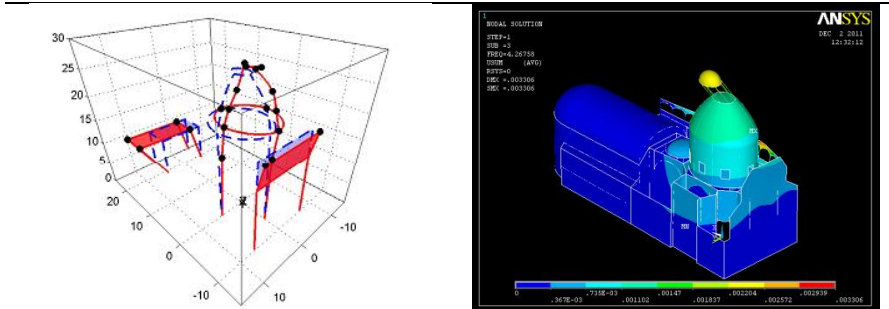 30
25
20
15
10
5
0
20
10
0
-10
-10
0
10
1
NODAL SOLUTION
STEP=1
SUB =3
FREQ=4.26758
USUM (AVG)
RSYS=0
DMX =.003306
SMX =.003306
ANSYS
DEC 2 2011
12:32:12
MX
MN
0
.367E-03
.735E-03
.001102
.00147
.001837
.002204
.002572
.002939
.003306